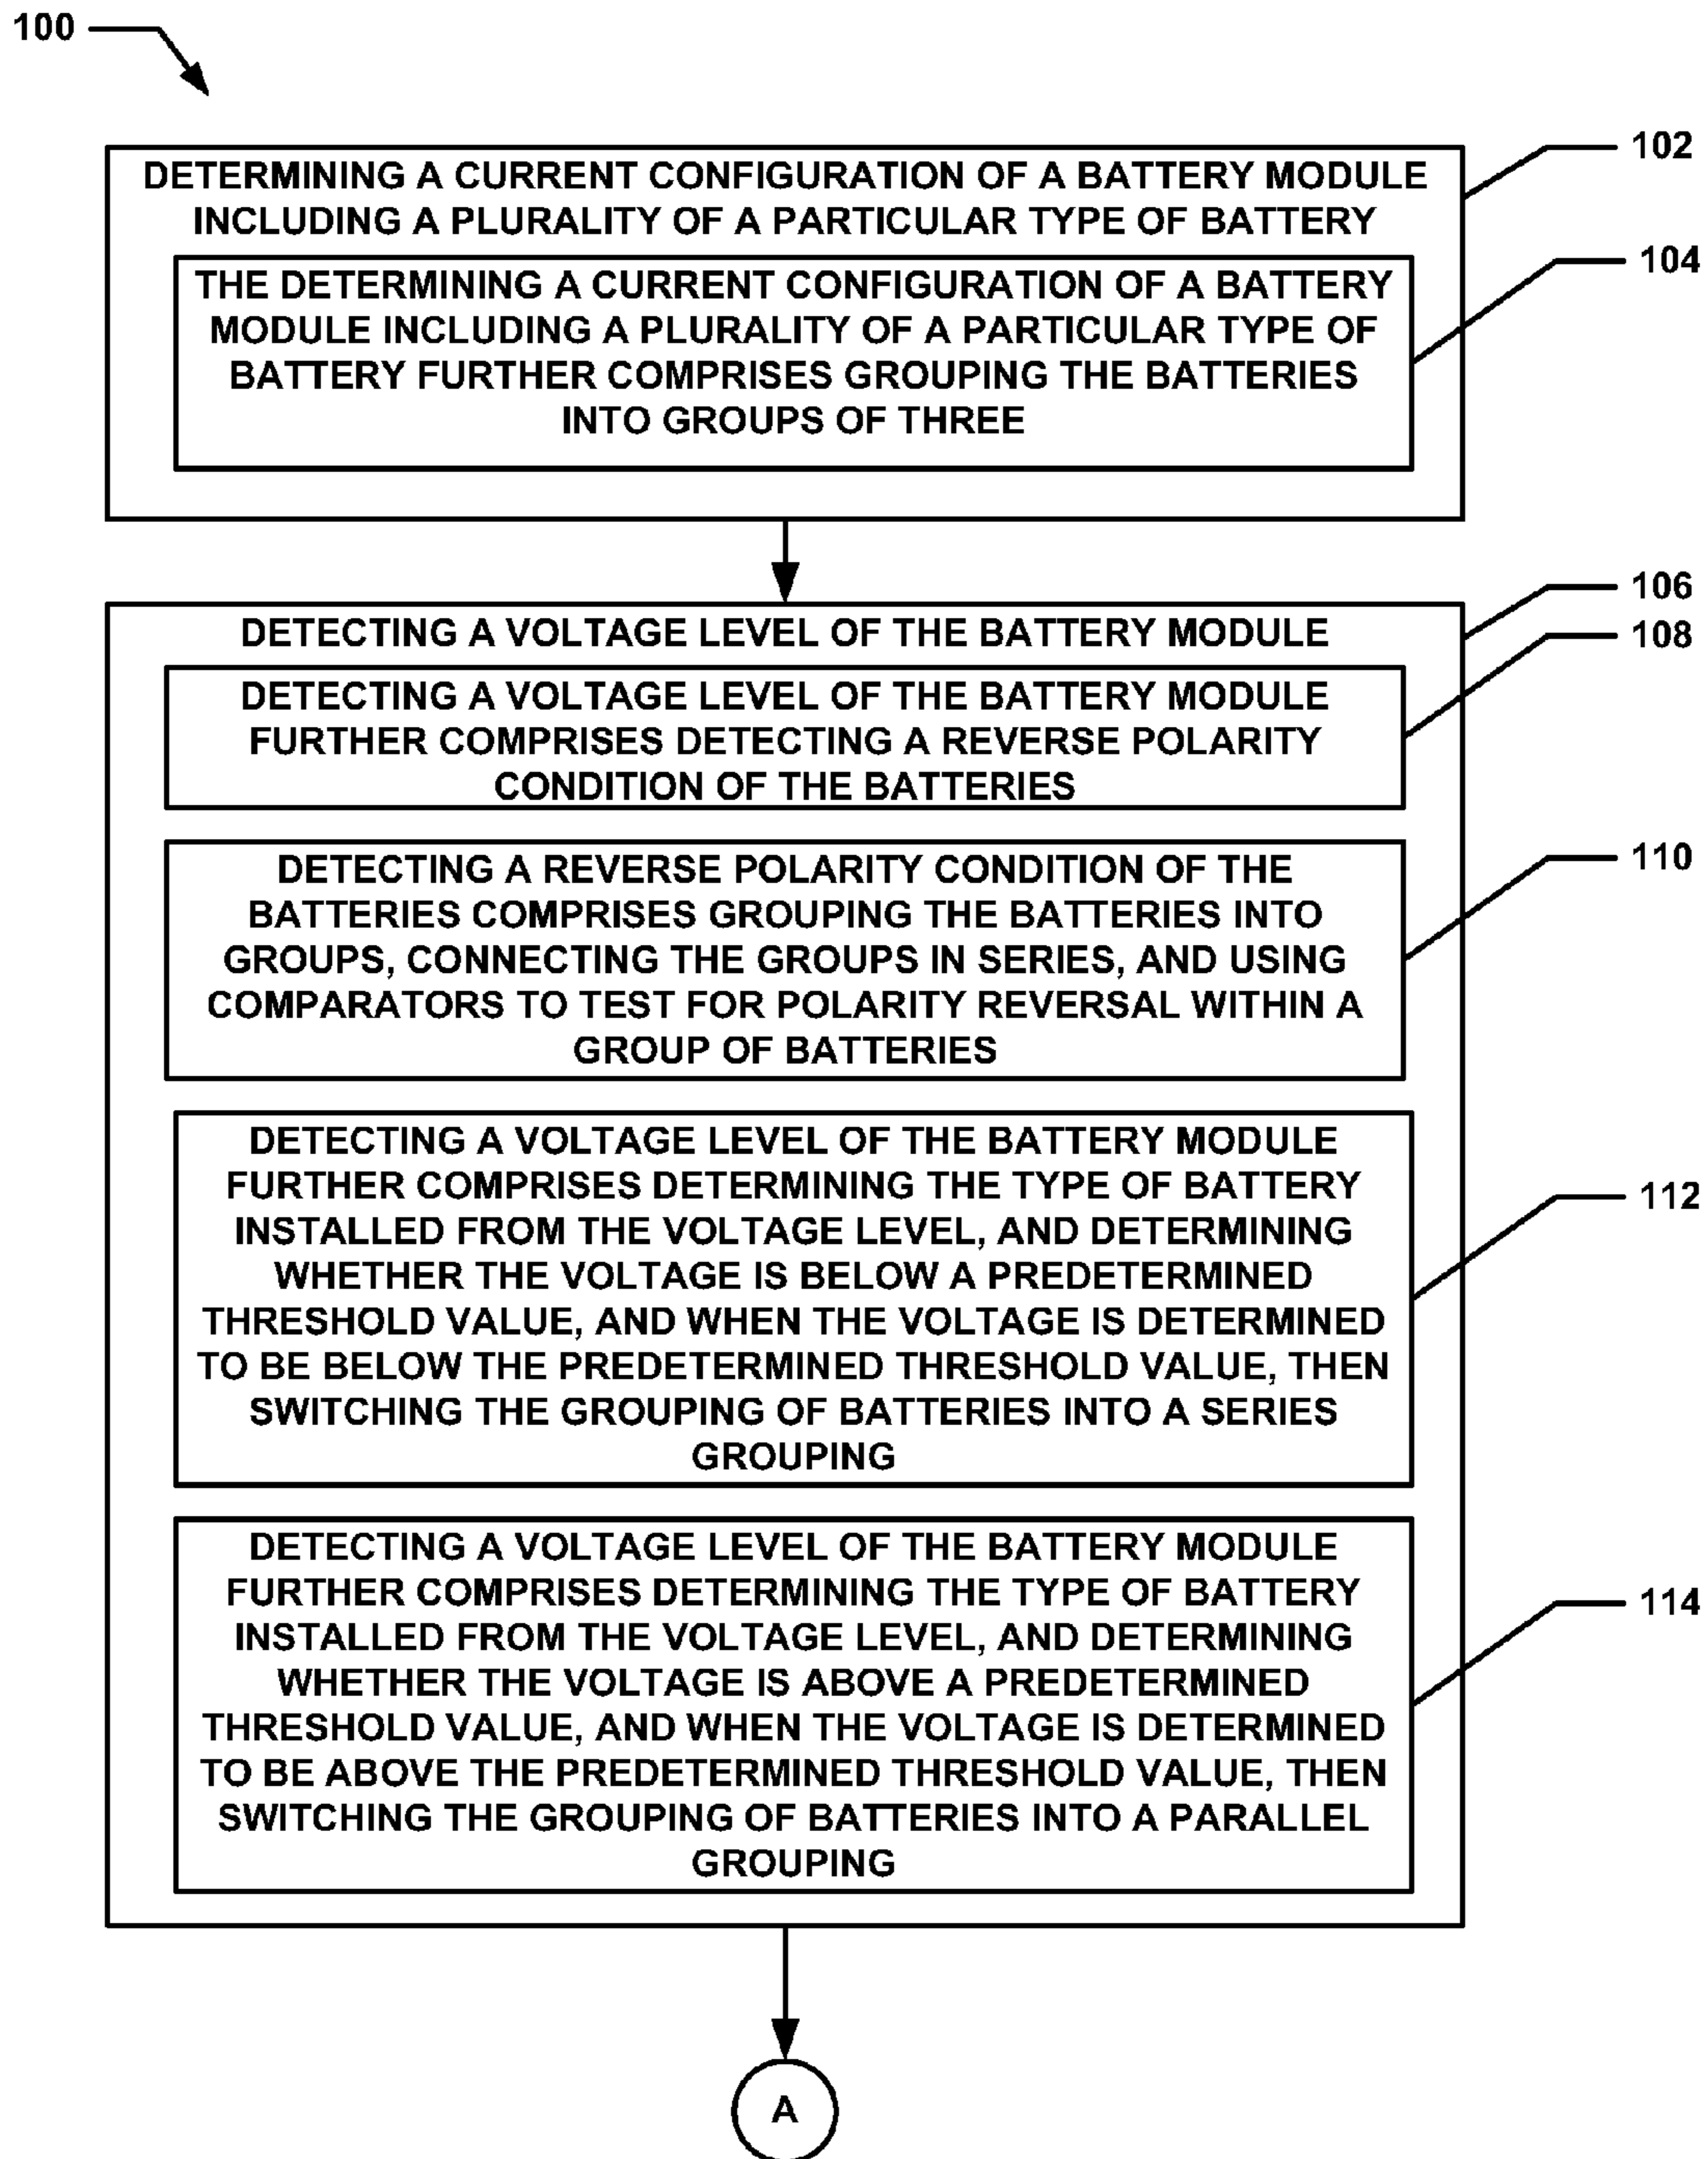 100
102
DETERMINING A CURRENT CONFIGURATION OF A BATTERY MODULE
INCLUDING A PLURALITY OF A PARTICULAR TYPE OF BATTERY
104
THE DETERMINING A CURRENT CONFIGURATION OF A BATTERY
MODULE INCLUDING A PLURALITY OF A PARTICULAR TYPE OF
BATTERY FURTHER COMPRISES GROUPING THE BATTERIES
INTO GROUPS OF THREE
106
DETECTING A VOLTAGE LEVEL OF THE BATTERY MODULE
108
DETECTING A VOLTAGE LEVEL OF THE BATTERY MODULE
FURTHER COMPRISES DETECTING A REVERSE POLARITY
CONDITION OF THE BATTERIES
110
DETECTING A REVERSE POLARITY CONDITION OF THE
BATTERIES COMPRISES GROUPING THE BATTERIES INTO
GROUPS, CONNECTING THE GROUPS IN SERIES, AND USING
COMPARATORS TO TEST FOR POLARITY REVERSAL WITHIN A
GROUP OF BATTERIES
112
DETECTING A VOLTAGE LEVEL OF THE BATTERY MODULE
FURTHER COMPRISES DETERMINING THE TYPE OF BATTERY
INSTALLED FROM THE VOLTAGE LEVEL, AND DETERMINING
WHETHER THE VOLTAGE IS BELOW A PREDETERMINED
THRESHOLD VALUE, AND WHEN THE VOLTAGE IS DETERMINED
TO BE BELOW THE PREDETERMINED THRESHOLD VALUE, THEN
SWITCHING THE GROUPING OF BATTERIES INTO A SERIES
GROUPING
114
DETECTING A VOLTAGE LEVEL OF THE BATTERY MODULE
FURTHER COMPRISES DETERMINING THE TYPE OF BATTERY
INSTALLED FROM THE VOLTAGE LEVEL, AND DETERMINING
WHETHER THE VOLTAGE IS ABOVE A PREDETERMINED
THRESHOLD VALUE, AND WHEN THE VOLTAGE IS DETERMINED
TO BE ABOVE THE PREDETERMINED THRESHOLD VALUE, THEN
SWITCHING THE GROUPING OF BATTERIES INTO A PARALLEL
GROUPING
A